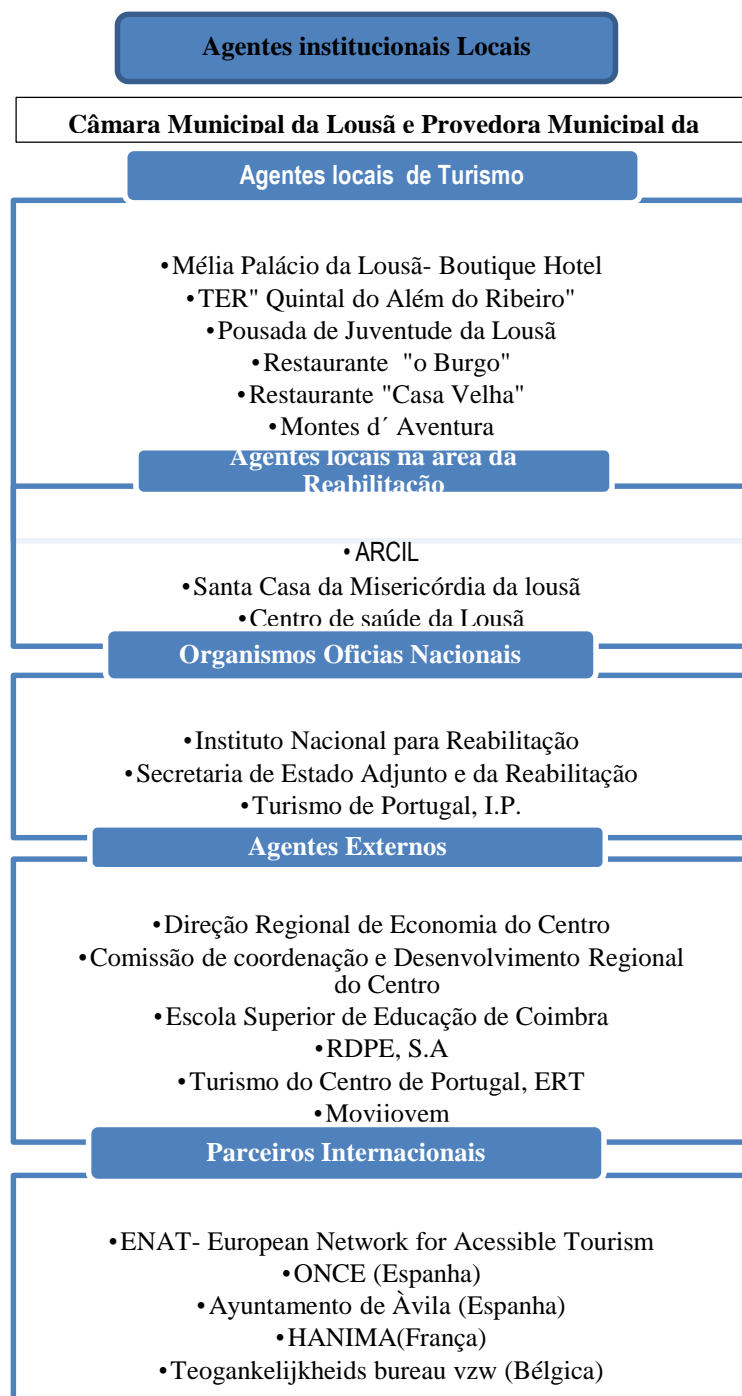 Agentes institucionais Locais
Câmara Municipal da Lousã e Provedora Municipal da
Agentes locais de Turismo
•Mélia Palácio da Lousã- Boutique Hotel
•TER" Quintal do Além do Ribeiro"
•Pousada de Juventude da Lousã
•Restaurante "o Burgo"
•Restaurante "Casa Velha"
•Montes d´ Aventura
Agentes locais na área da
Reabilitação
•ARCIL
•Santa Casa da Misericórdia da lousã
•Centro de saúde da Lousã
Organismos Oficias Nacionais
•Instituto Nacional para Reabilitação
•Secretaria de Estado Adjunto e da Reabilitação
•Turismo de Portugal, I.P.
Agentes Externos
•Direção Regional de Economia do Centro
•Comissão de coordenação e Desenvolvimento Regional
do Centro
•Escola Superior de Educação de Coimbra
•RDPE, S.A
•Turismo do Centro de Portugal, ERT
•Movijovem
Parceiros Internacionais
•ENAT- European Network for Acessible Tourism
•ONCE (Espanha)
•Ayuntamento de Àvila (Espanha)
•HANIMA(França)
•Teogankelijkheids bureau vzw (Bélgica)